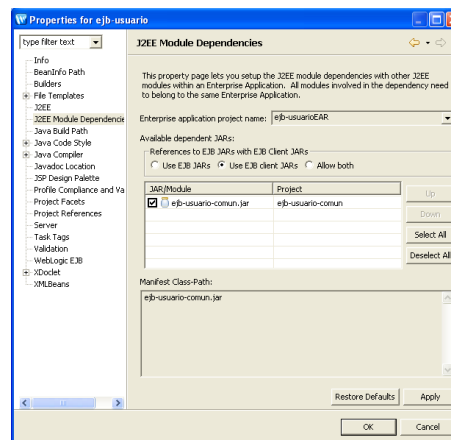 Properties for ejb-usuario
type filter text
J2EE Module Dependencies
Info
BeanInfo Path
Builders
File Templates
J2EE
J2EE Module Dependencie
Java Build Path
Java Code Style
Java Compiler
Javadoc Location
JSP Design Palette
Profile Compliance and Va
Project Facets
Project References
Server
Task Tags
Validation
WebLogic EJB
XDoclet
XMLBeans
This property page lets you setup the J2EE module dependencies with other J2EE
modules within an Enterprise Application. All modules involved in the dependency need
to belong to the same Enterprise Application.
Enterprise application project name: ejb-usuarioEAR
Available dependent JARs:
References to EJB JARs with EJB Client JARs
Use EJB JARs Use EJB client JARs Allow both
JAR/Module Project
ejb-usuario-comun.jar ejb-usuario-comun
Up
Down
Select All
Deselect All
Manifest Class-Path:
ejb-usuario-comun.jar
Restore Defaults Apply
OK Cancel